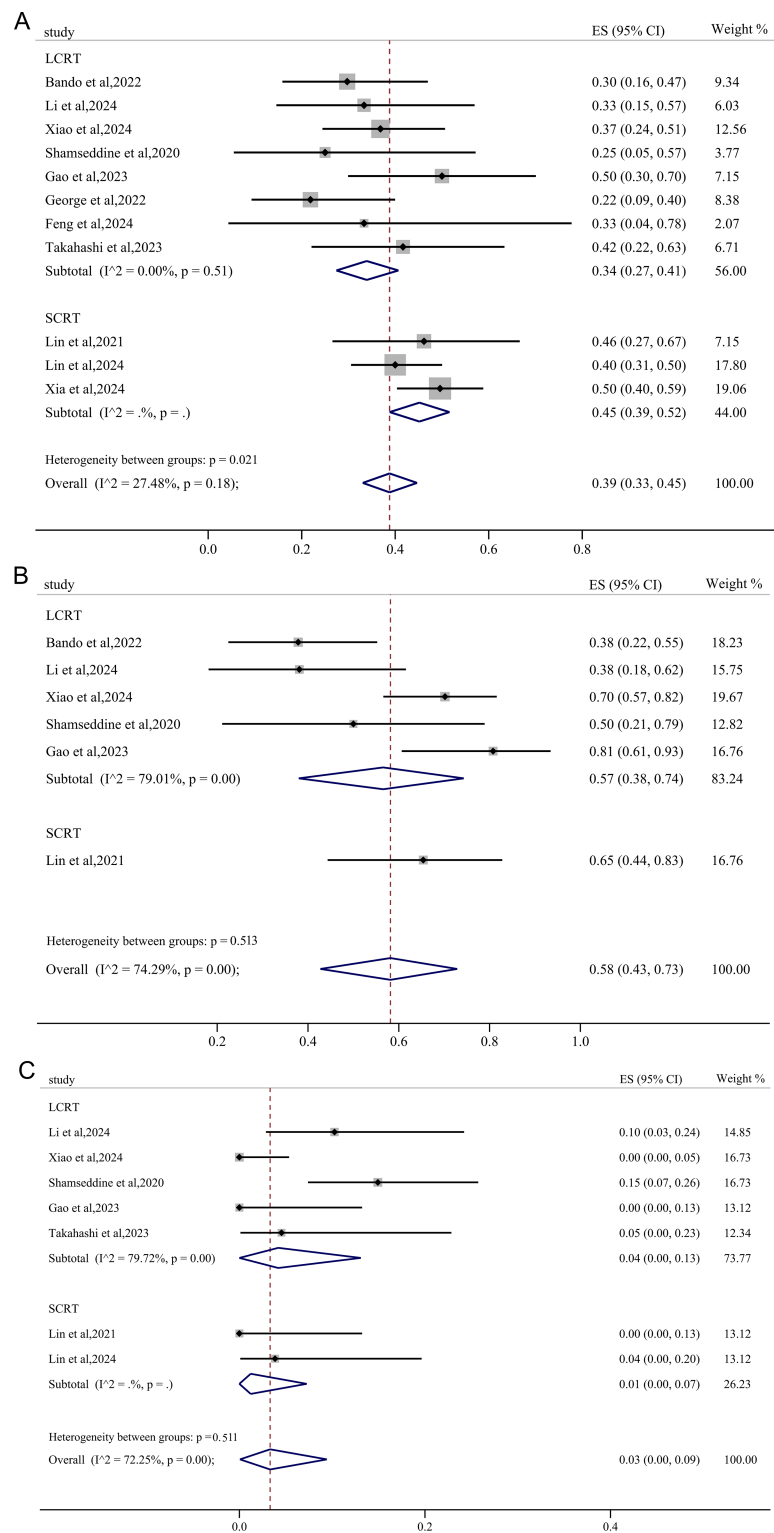 A
study ES (95% CI) Weight %
LCRT
Bando et al,2022 0.30 (0.16, 0.47) 9.34
Li et al,2024 0.33 (0.15, 0.57) 6.03
Xiao et al,2024 0.37 (0.24, 0.51) 12.56
Shamseddine et al,2020 0.25 (0.05, 0.57) 3.77
Gao et al,2023 0.50 (0.30, 0.70) 7.15
George et al,2022 0.22 (0.09, 0.40) 8.38
Feng et al,2024 0.33 (0.04, 0.78) 2.07
Takahashi et al,2023 0.42 (0.22, 0.63) 6.71
Subtotal (I^2 = 0.00%, p = 0.51) 0.34 (0.27, 0.41) 56.00
SCRT
Lin et al,2021 0.46 (0.27, 0.67) 7.15
Lin et al,2024 0.40 (0.31, 0.50) 17.80
Xia et al,2024 0.50 (0.40, 0.59) 19.06
Subtotal (I^2 = .%, p = .) 0.45 (0.39, 0.52) 44.00
Heterogeneity between groups: p = 0.021
Overall (I^2 = 27.48%, p = 0.18); 0.39 (0.33, 0.45) 100.00
0.0 0.2 0.4 0.6 0.8
B
study ES (95% CI) Weight %
LCRT
Bando et al,2022 0.38 (0.22, 0.55) 18.23
Li et al,2024 0.38 (0.18, 0.62) 15.75
Xiao et al,2024 0.70 (0.57, 0.82) 19.67
Shamseddine et al,2020 0.50 (0.21, 0.79) 12.82
Gao et al,2023 0.81 (0.61, 0.93) 16.76
Subtotal (I^2 = 79.01%, p = 0.00) 0.57 (0.38, 0.74) 83.24
SCRT
Lin et al,2021 0.65 (0.44, 0.83) 16.76
Heterogeneity between groups: p = 0.513
Overall (I^2 = 74.29%, p = 0.00); 0.58 (0.43, 0.73) 100.00
0.2 0.4 0.6 0.8 1.0
C
study ES (95% CI) Weight %
LCRT
Li et al,2024 0.10 (0.03, 0.24) 14.85
Xiao et al,2024 0.00 (0.00, 0.05) 16.73
Shamseddine et al,2020 0.15 (0.07, 0.26) 16.73
Gao et al,2023 0.00 (0.00, 0.13) 13.12
Takahashi et al,2023 0.05 (0.00, 0.23) 12.34
Subtotal (I^2 = 79.72%, p = 0.00) 0.04 (0.00, 0.13) 73.77
SCRT
Lin et al,2021 0.00 (0.00, 0.13) 13.12
Lin et al,2024 0.04 (0.00, 0.20) 13.12
Subtotal (I^2 = .%, p = .) 0.01 (0.00, 0.07) 26.23
Heterogeneity between groups: p =0.511
Overall (I^2 = 72.25%, p = 0.00); 0.03 (0.00, 0.09) 100.00
0.0 0.2 0.4